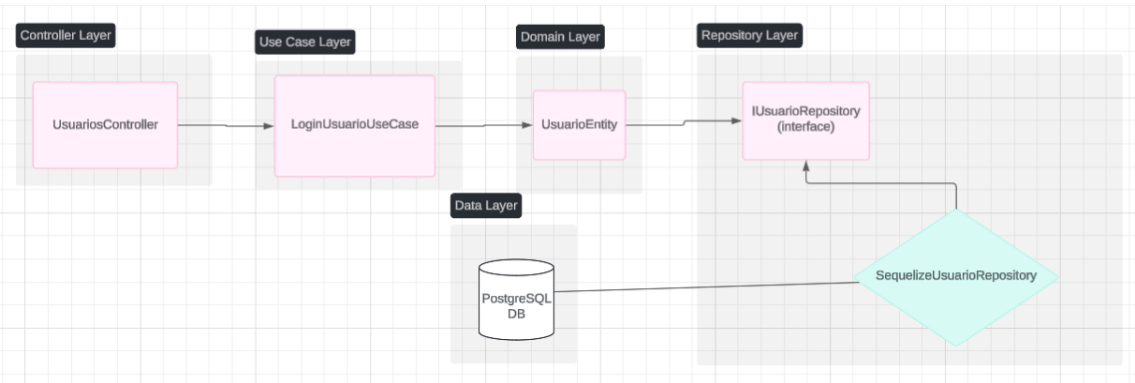 Controller Layer
Use Case Layer
Domain Layer
Repository Layer
UsuariosController
LoginUsuarioUseCase
UsuarioEntity
IUsuarioRepository
(interface)
Data Layer
PostgreSQL
DB
SequelizeUsuarioRepository